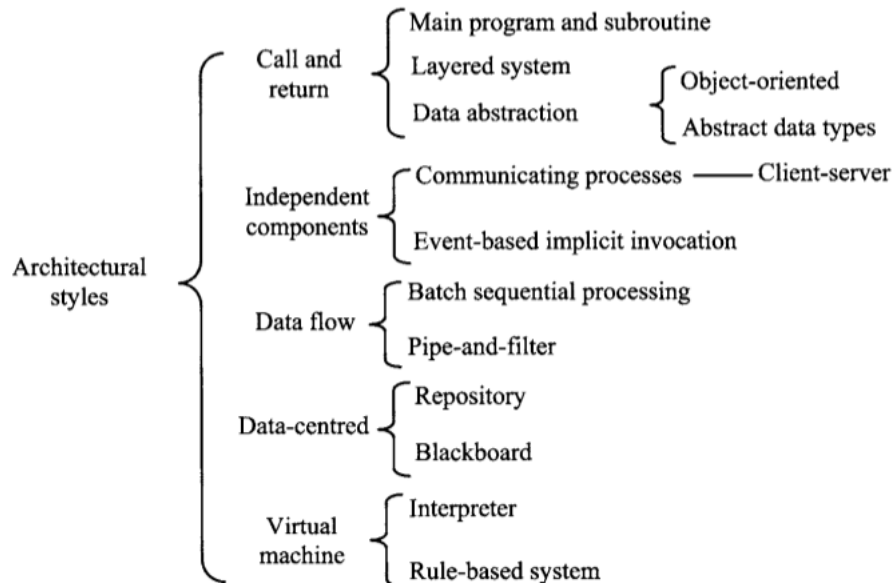 Architectural
styles
Call and
return
Main program and subroutine
Layered system
Data abstraction
Object-oriented
Abstract data types
Independent
components
Communicating processes
Client-server
Event-based implicit invocation
Data flow
Batch sequential processing
Pipe-and-filter
Data-centred
Repository
Blackboard
Virtual
machine
Interpreter
Rule-based system